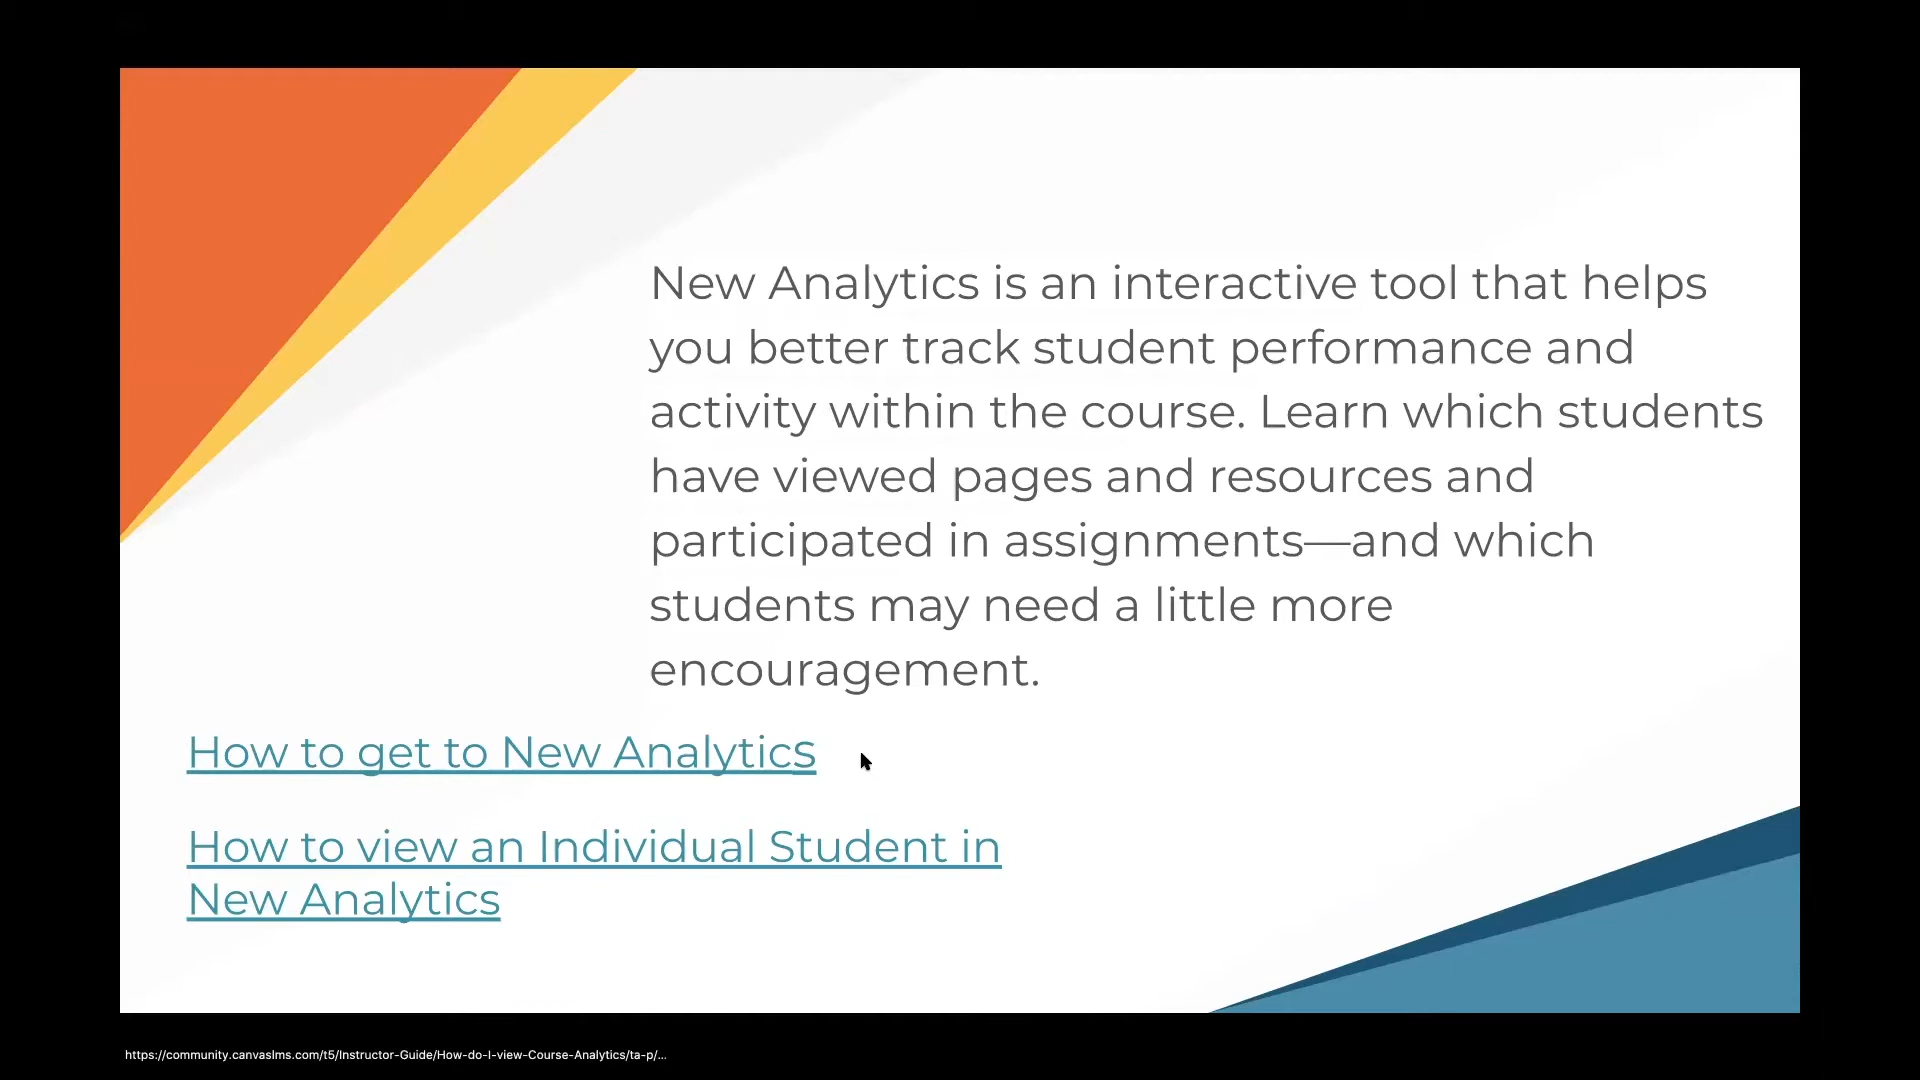 New Analytics is an interactive tool that helps
you better track student performance and
activity within the course. Learn which students
have viewed pages and resources and
participated in assignments—and which
students may need a little more
encouragement.
How to get to New Analytics
How to view an Individual Student in
New Analytics
https://community.canvaslms.com/t5/Instructor-Guide/How-do-I-view-Course-Analytics/ta-p/...